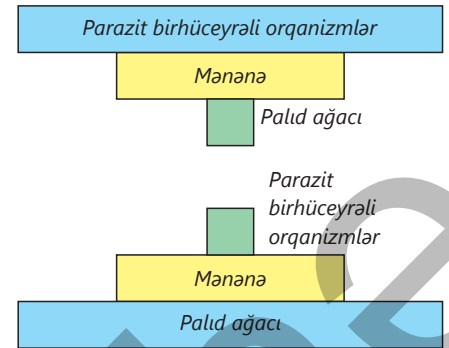 Parazit birhüceyrəli orqanizmlər
Mənənə
Palıd ağacı
Parazit
birhüceyrəli
orqanizmlər
Mənənə
Palıd ağacı